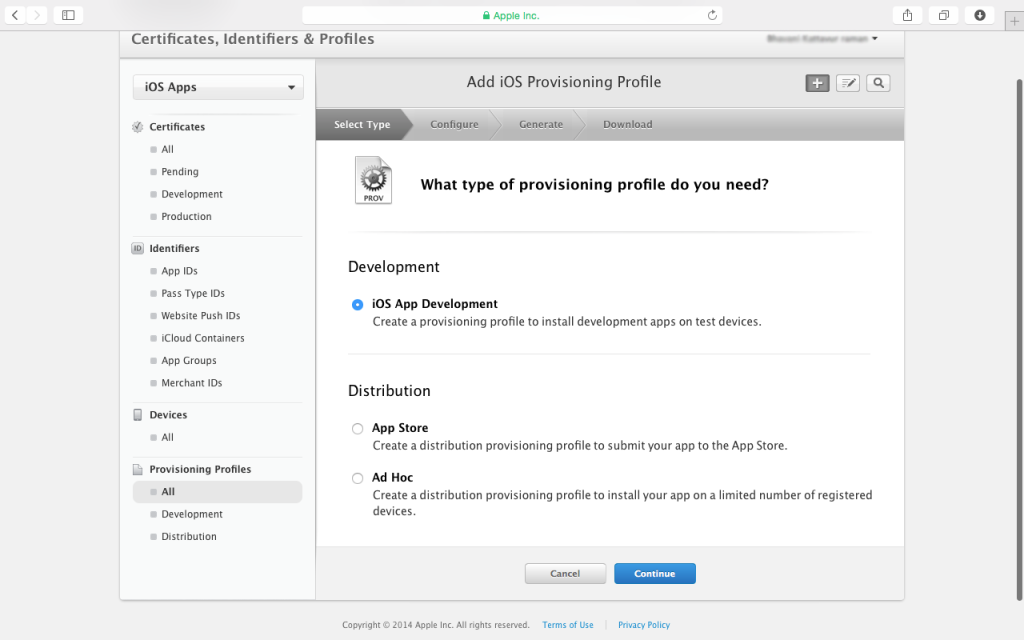 Apple Inc.
Certificates, Identifiers & Profiles
iOS Apps
Certificates
All
Pending
Development
Production
ID
Identifiers
App IDs
Pass Type IDs
Website Push IDs
iCloud Containers
App Groups
Merchant IDs
Devices
All
Provisioning Profiles
All
Development
Distribution
Add iOS Provisioning Profile
Select Type
Configure
Generate
Download
PROV
What type of provisioning profile do you need?
Development
iOS App Development
Create a provisioning profile to install development apps on test devices.
Distribution
App Store
Create a distribution provisioning profile to submit your app to the App Store.
Ad Hoc
Create a distribution provisioning profile to install your app on a limited number of registered
devices.
Cancel
Continue
Copyright © 2014 Apple Inc. All rights reserved. Terms of Use | Privacy Policy